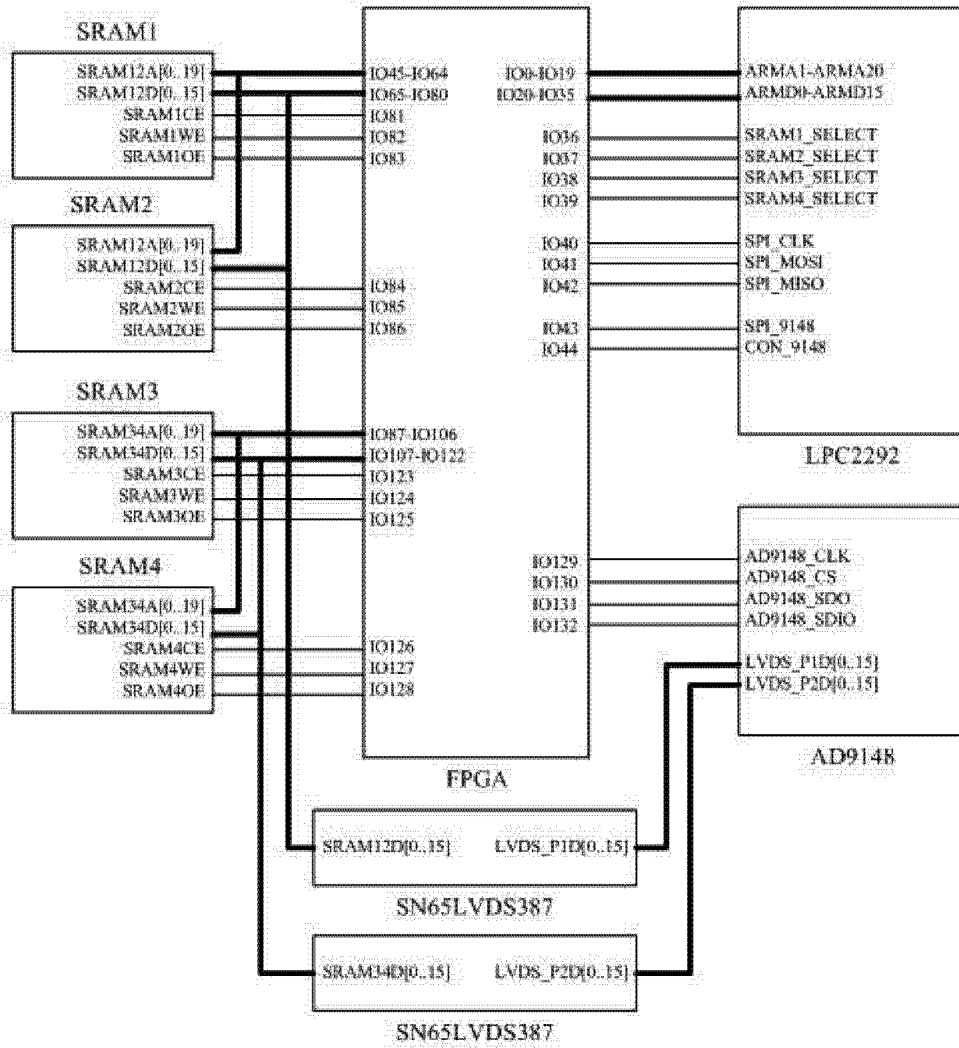 SRAM1
SRAM12A[0..19]
SRAM12D[0..15]
SRAM1CE
SRAM1WE
SRAM1OE
SRAM2
SRAM12A[0..19]
SRAM12D[0..15]
SRAM2CE
SRAM2WE
SRAM2OE
SRAM3
SRAM34A[0..19]
SRAM34D[0..15]
SRAM3CE
SRAM3WE
SRAM3OE
SRAM4
SRAM34A[0..19]
SRAM34D[0..15]
SRAM4CE
SRAM4WE
SRAM4OE
IO45-IO64
IO65-IO80
IO81
IO82
IO83
IO84
IO85
IO86
IO87-IO106
IO107-IO122
IO123
IO124
IO125
IO126
IO127
IO128
IO0-IO19
IO20-IO35
IO36
IO37
IO38
IO39
IO40
IO41
IO42
IO43
IO44
IO129
IO130
IO131
IO132
FPGA
ARMA1-ARMA20
ARMD0-ARMD15
SRAM1_SELECT
SRAM2_SELECT
SRAM3_SELECT
SRAM4_SELECT
SPI_CLK
SPI_MOSI
SPI_MISO
SPI_9148
CON_9148
LPC2292
AD9148_CLK
AD9148_CS
AD9148_SDO
AD9148_SDIO
LVDS_P1D[0..15]
LVDS_P2D[0..15]
AD9148
SRAM12D[0..15]
LVDS_P1D[0..15]
SN65LVDS387
SRAM34D[0..15]
LVDS_P2D[0..15]
SN65LVDS387